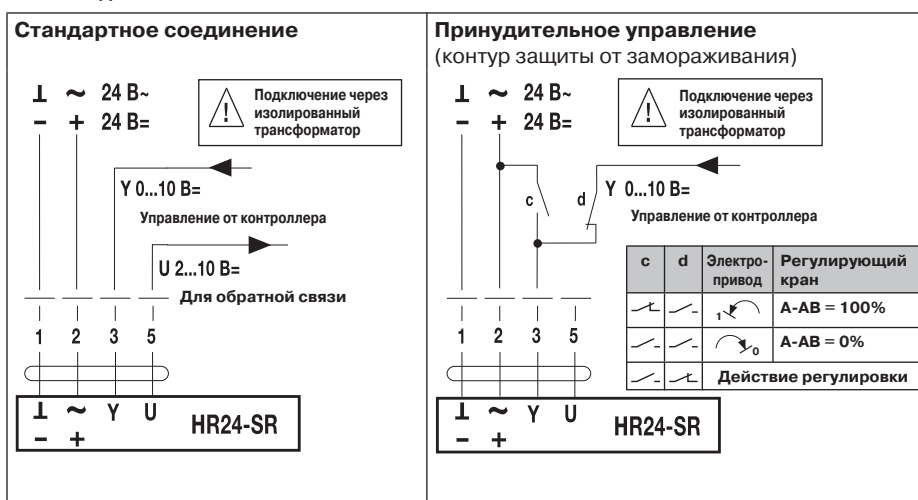 Стандартное соединение
⊥ ~ 24 В~
– + 24 В=
Подключение через
изолированный
трансформатор
Y 0...10 В=
Управление от контроллера
U 2...10 В=
Для обратной связи
1 2 3 5
⊥ ~ Y U
– +
HR24-SR
Принудительное управление
(контур защиты от замораживания)
⊥ ~ 24 В~
– + 24 В=
Подключение через
изолированный
трансформатор
c d
Y 0...10 В=
Управление от контроллера
c d Электро-привод Регулирующий кран
1 A-AB = 100%
0 A-AB = 0%
Действие регулировки
1 2 3 5
⊥ ~ Y U
– +
HR24-SR